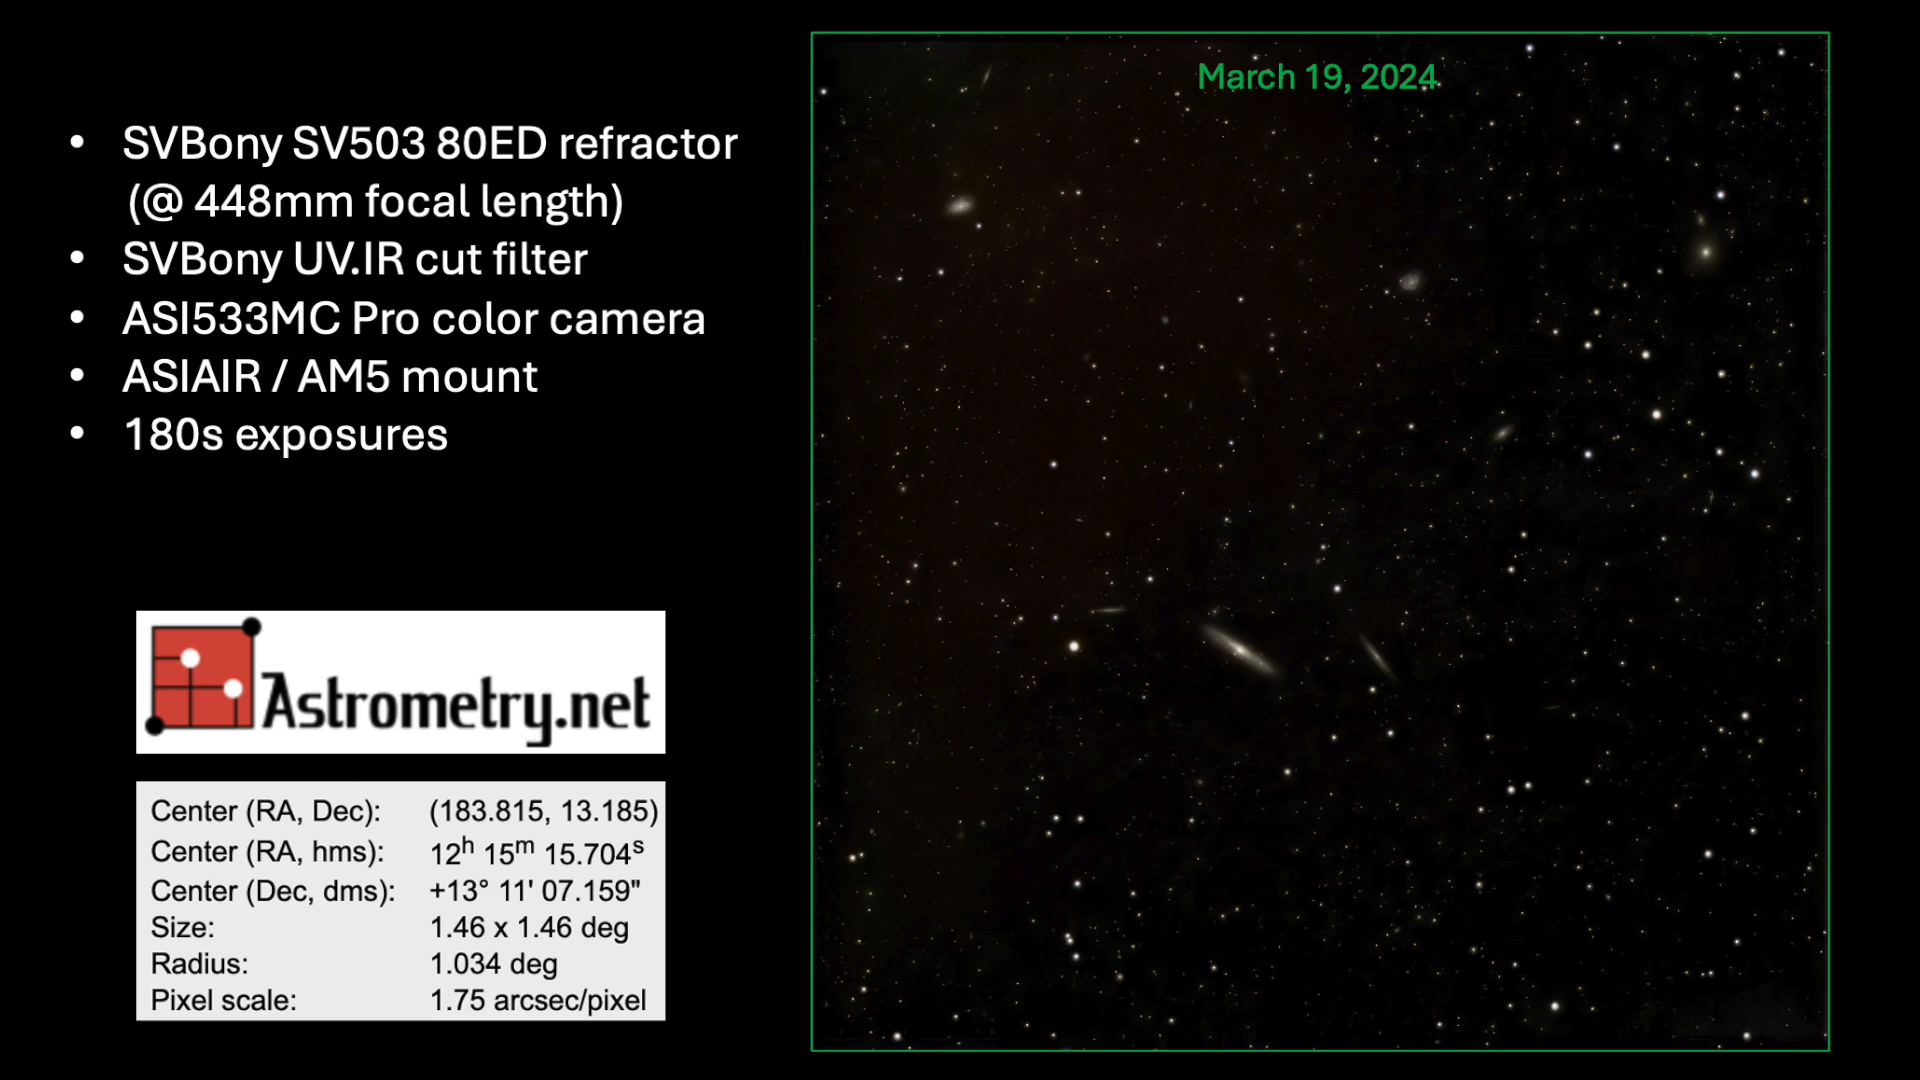 March 19, 2024
• SVBony SV503 80ED refractor
(@ 448mm focal length)
• SVBony UV.IR cut filter
• ASI533MC Pro color camera
• ASIAIR / AM5 mount
• 180s exposures
Astrometry.net
Center (RA, Dec): (183.815, 13.185)
Center (RA, hms): 12h 15m 15.704s
Center (Dec, dms): +13° 11' 07.159"
Size: 1.46 x 1.46 deg
Radius: 1.034 deg
Pixel scale: 1.75 arcsec/pixel